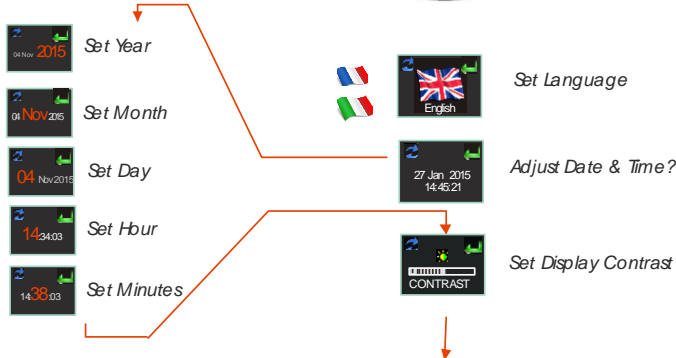 04 Nov 2015
Set Year
04 Nov 2015
Set Month
04 Nov 2015
Set Day
14:34:03
Set Hour
14:38:03
Set Minutes
English
Set Language
27 Jan 2015
14:45:21
Adjust Date & Time?
CONTRAST
Set Display Contrast